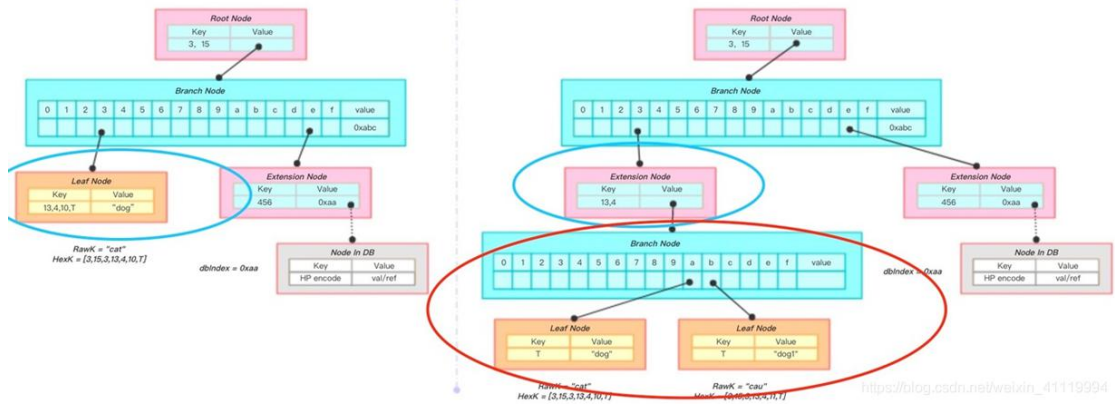 Root Node
Key Value
3, 15
Branch Node
0 1 2 3 4 5 6 7 8 9 a b c d e f value
0xabc
Leaf Node
Key Value
13,4,10,T "dog"
RawK = "cat"
HexK = [3,15,3,13,4,10,T]
Extension Node
Key Value
456 0xaa
dbIndex = 0xaa
Node In DB
Key Value
HP encode val/ref
Root Node
Key Value
3, 15
Branch Node
0 1 2 3 4 5 6 7 8 9 a b c d e f value
0xabc
Extension Node
Key Value
13,4
Extension Node
Key Value
456 0xaa
Branch Node
0 1 2 3 4 5 6 7 8 9 a b c d e f value
dbIndex = 0xaa
Node In DB
Key Value
HP encode val/ref
Leaf Node
Key Value
T "dog"
RawK = "cat"
HexK = [3,15,3,13,4,10,T]
Leaf Node
Key Value
T "dog1"
RawK = "cau"
HexK = [3,15,3,13,4,11,T]
https://blog.csdn.net/weixin_41119994